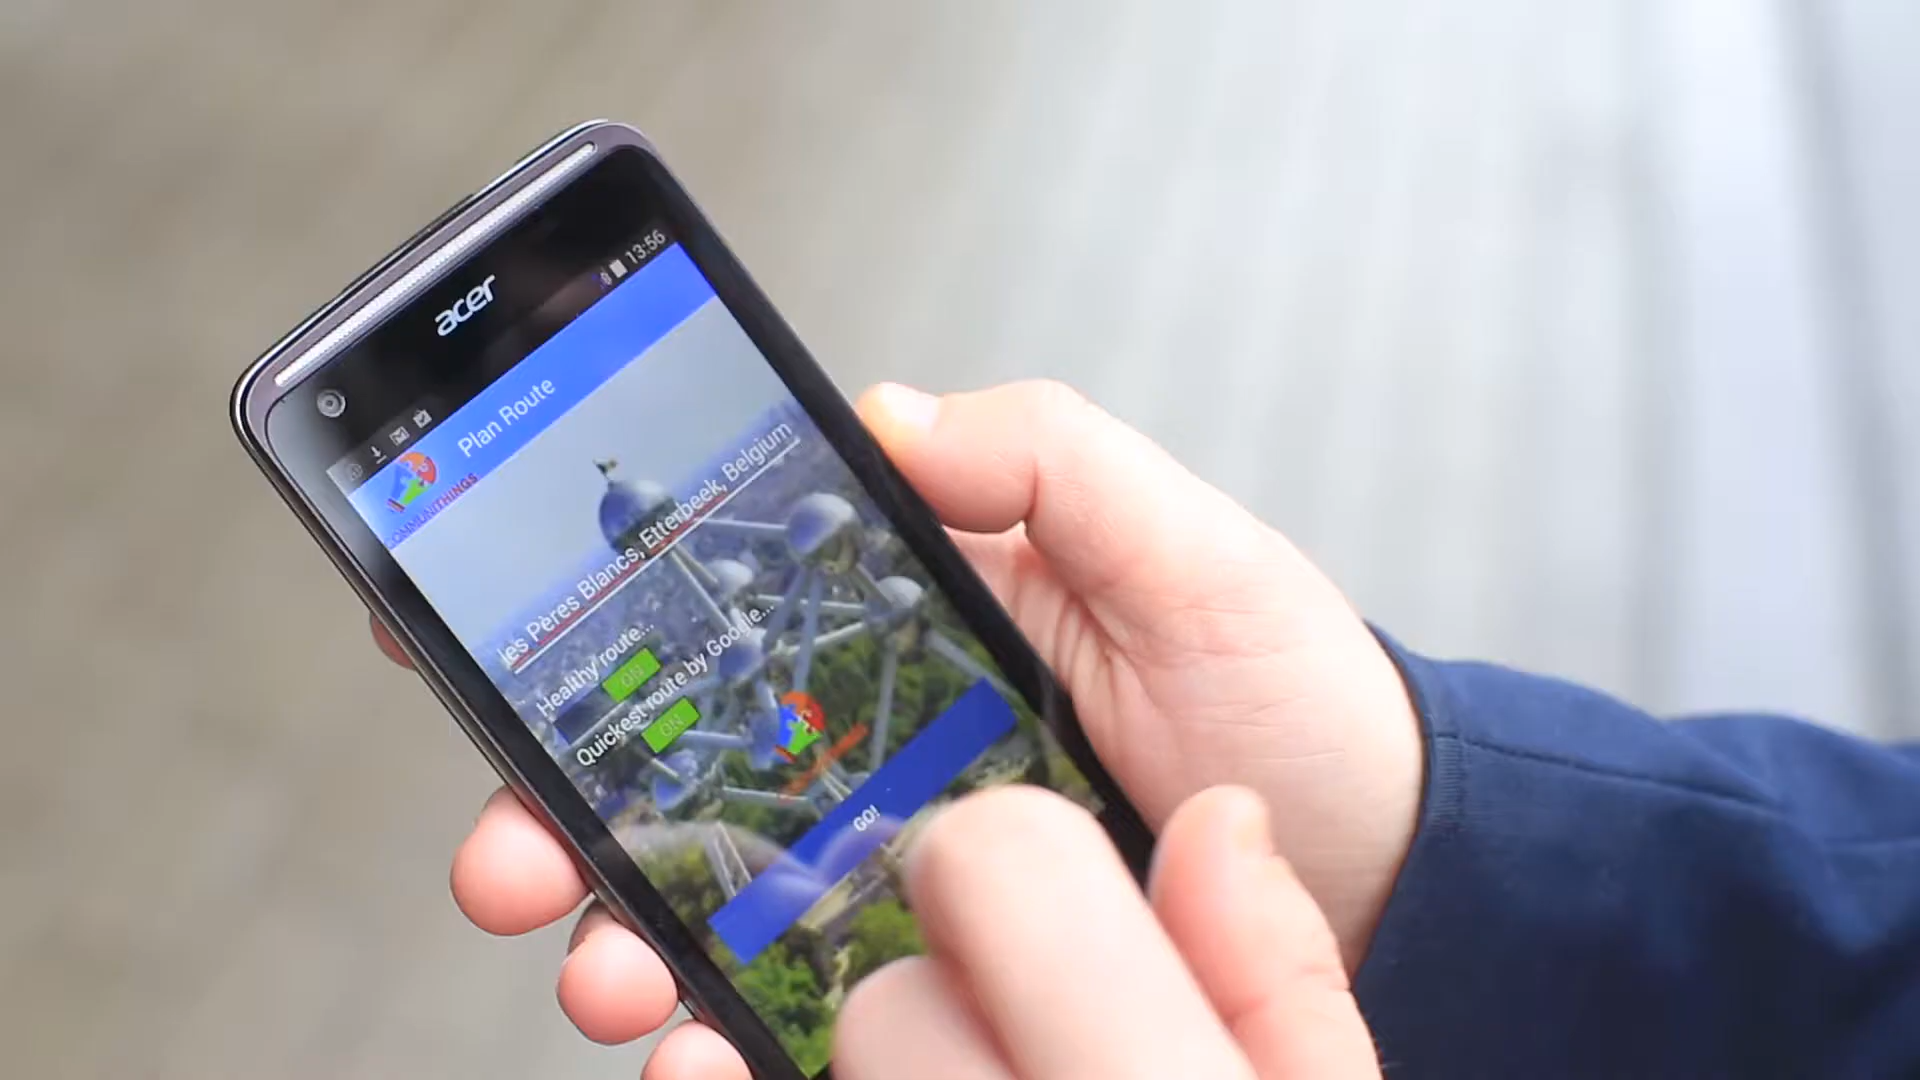 acer
13:56
Plan Route
COMMUNITHINGS
les Pères Blancs, Etterbeek, Belgium
Healthy route...
ON
Quickest route by Google...
ON
GO!